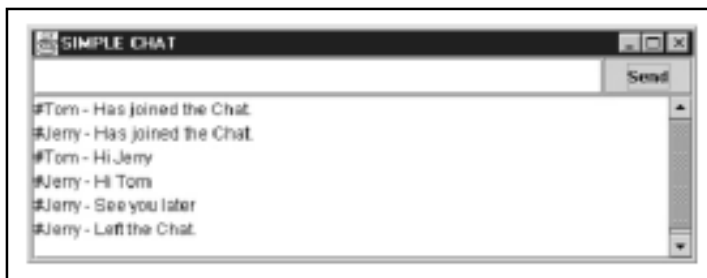 SIMPLE CHAT
Send
#Tom - Has joined the Chat.
#Jerry - Has joined the Chat.
#Tom - Hi Jerry
#Jerry - Hi Tom
#Jerry - See you later
#Jerry - Left the Chat.